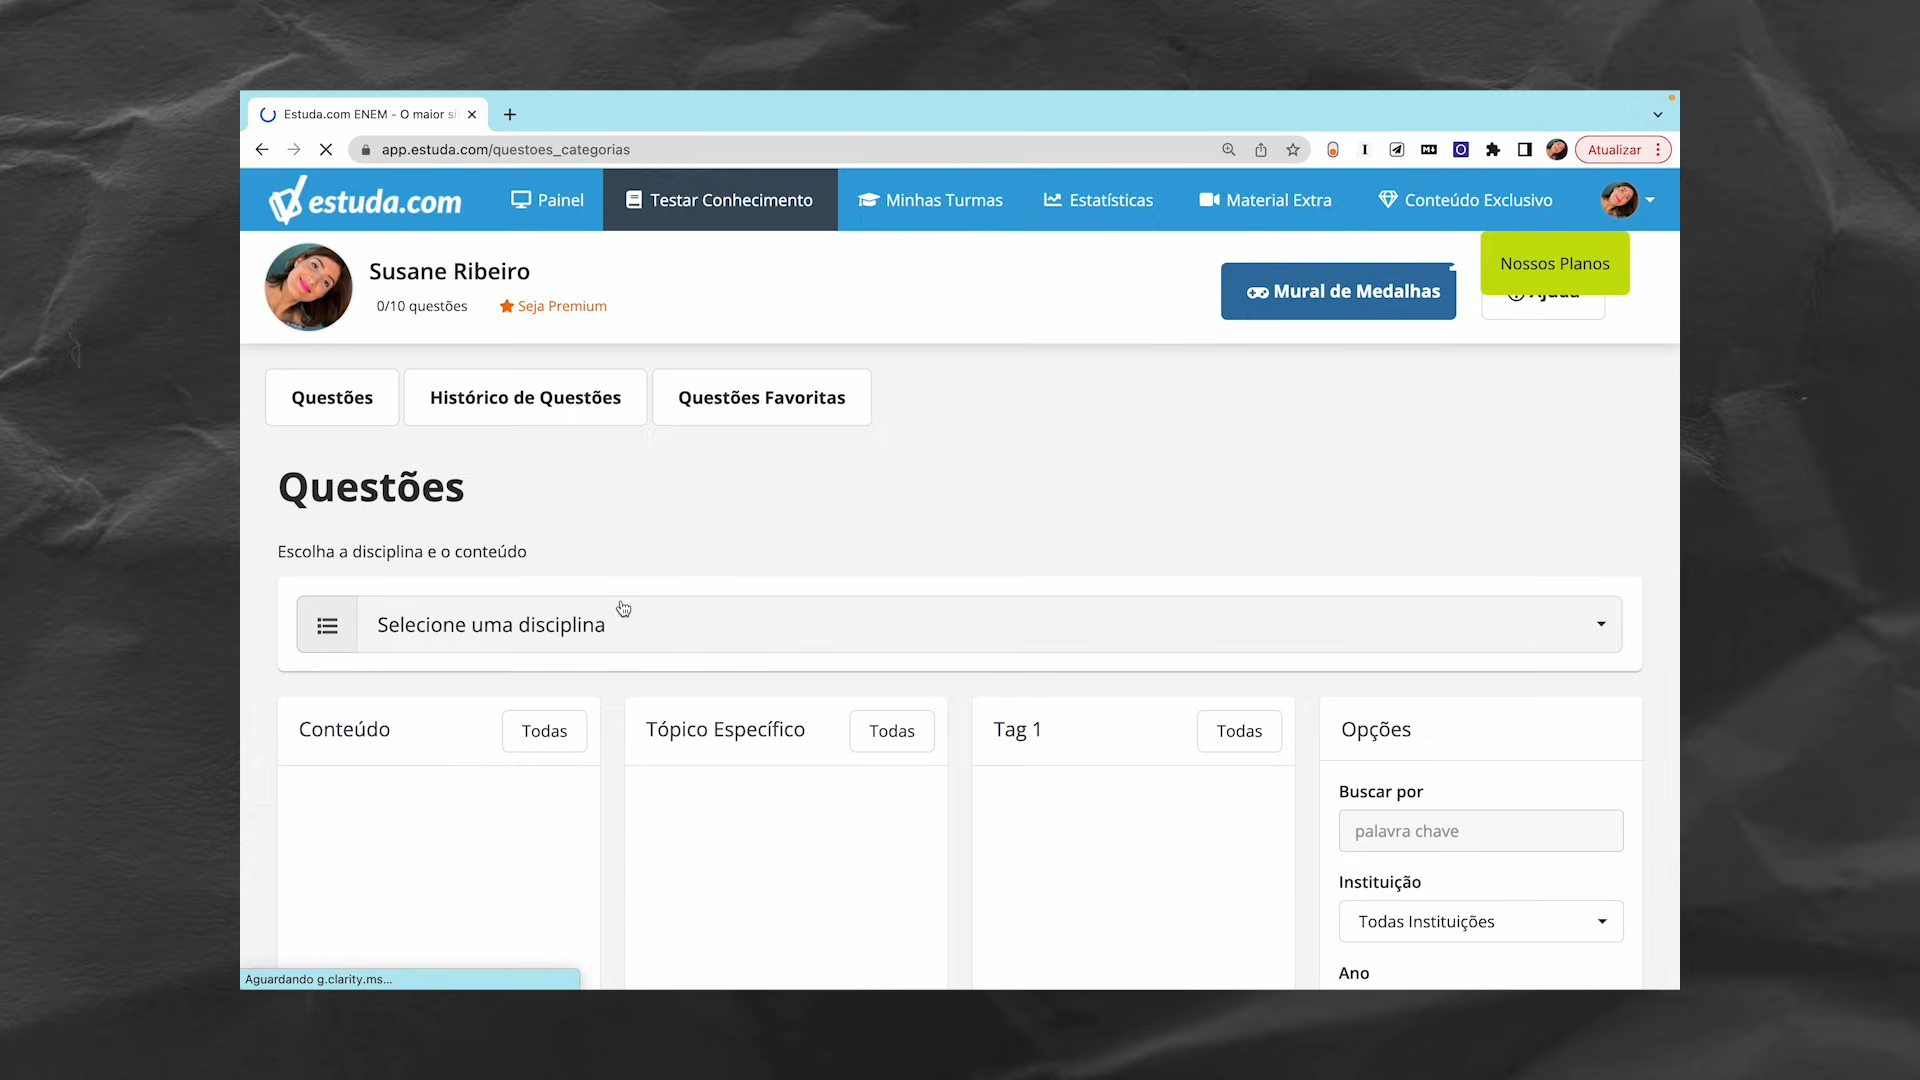 Estuda.com ENEM - O maior si
app.estuda.com/questoes_categorias
Atualizar
estuda.com
Painel
Testar Conhecimento
Minhas Turmas
Estatísticas
Material Extra
Conteúdo Exclusivo
Susane Ribeiro
0/10 questões
Seja Premium
Mural de Medalhas
Nossos Planos
Ajuda
Questões
Histórico de Questões
Questões Favoritas
Questões
Escolha a disciplina e o conteúdo
Selecione uma disciplina
Conteúdo
Todas
Tópico Específico
Todas
Tag 1
Todas
Opções
Buscar por
palavra chave
Instituição
Todas Instituições
Ano
Aguardando g.clarity.ms...